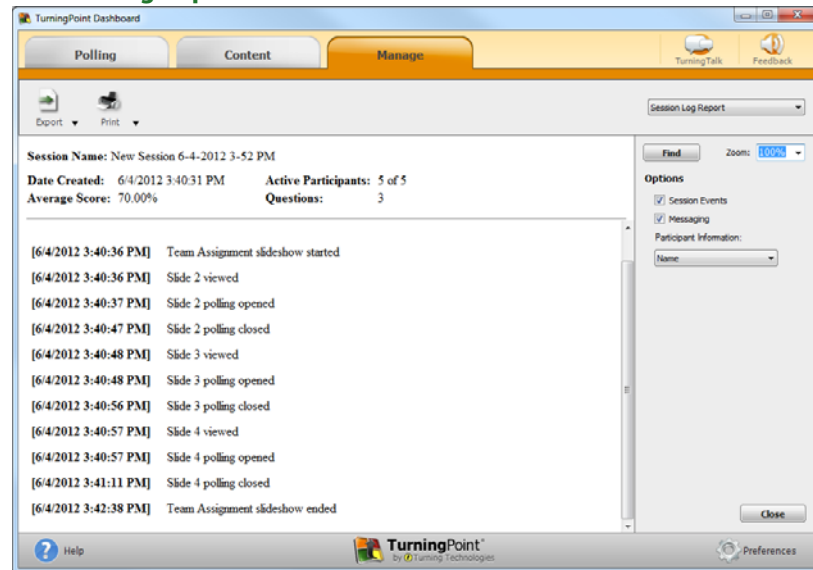 TurningPoint Dashboard
Polling
Content
Manage
TurningTalk
Feedback
Export
Print
Session Log Report
Session Name: New Session 6-4-2012 3-52 PM
Date Created: 6/4/2012 3:40:31 PM Active Participants: 5 of 5
Average Score: 70.00% Questions: 3
Find Zoom: 100%
Options
Session Events
Messaging
Participant Information:
Name
[6/4/2012 3:40:36 PM] Team Assignment slideshow started
[6/4/2012 3:40:36 PM] Slide 2 viewed
[6/4/2012 3:40:37 PM] Slide 2 polling opened
[6/4/2012 3:40:47 PM] Slide 2 polling closed
[6/4/2012 3:40:48 PM] Slide 3 viewed
[6/4/2012 3:40:48 PM] Slide 3 polling opened
[6/4/2012 3:40:56 PM] Slide 3 polling closed
[6/4/2012 3:40:57 PM] Slide 4 viewed
[6/4/2012 3:40:57 PM] Slide 4 polling opened
[6/4/2012 3:41:11 PM] Slide 4 polling closed
[6/4/2012 3:42:38 PM] Team Assignment slideshow ended
Close
Help
TurningPoint
by Turning Technologies
Preferences